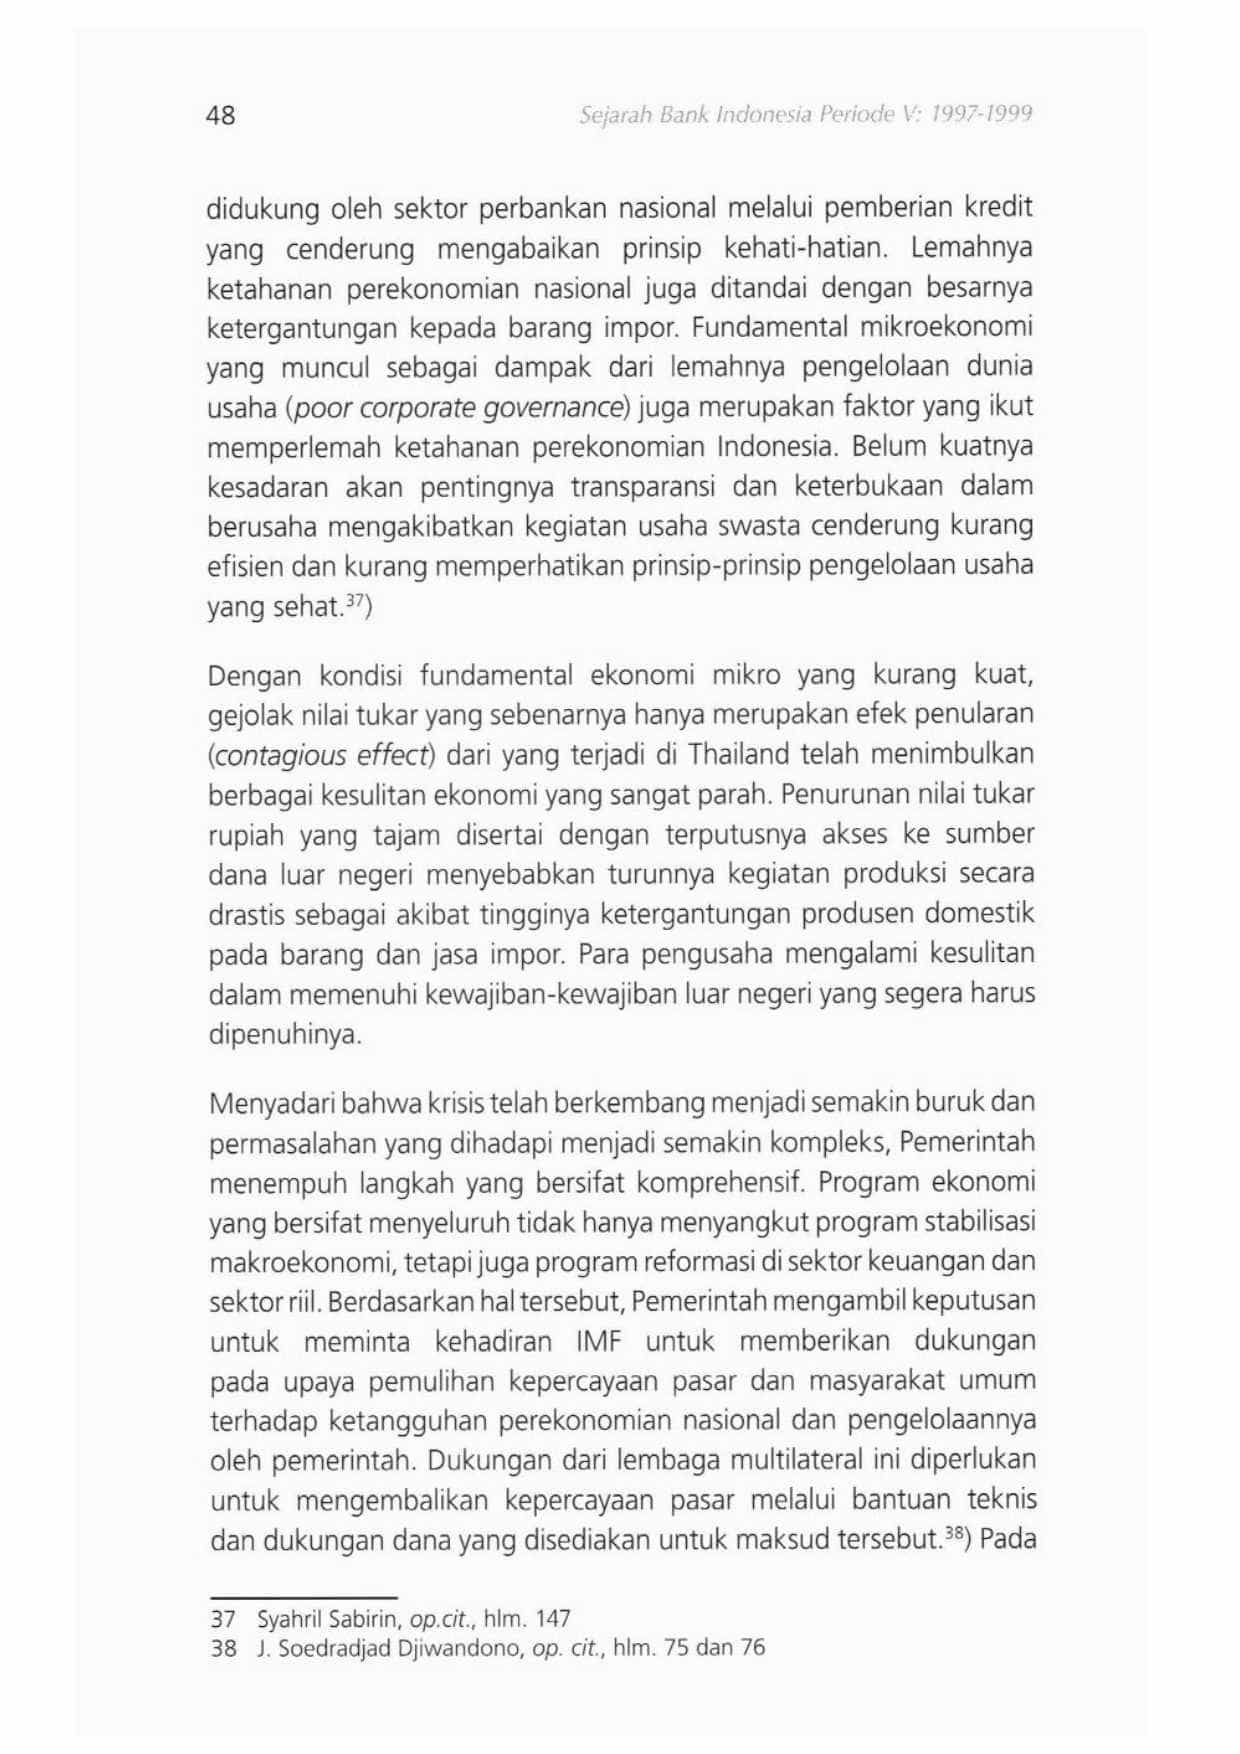 48
Sejarah Bank Indonesia Periode V: 1997-1999
didukung oleh sektor perbankan nasional melalui pemberian kredit
yang cenderung mengabaikan prinsip kehati-hatian. Lemahnya
ketahanan perekonomian nasional juga ditandai dengan besarnya
ketergantungan kepada barang impor. Fundamental mikroekonomi
yang muncul sebagai dampak dari lemahnya pengelolaan dunia
usaha (poor corporate governance) juga merupakan faktor yang ikut
memperlemah ketahanan perekonomian Indonesia. Belum kuatnya
kesadaran akan pentingnya transparansi dan keterbukaan dalam
berusaha mengakibatkan kegiatan usaha swasta cenderung kurang
efisien dan kurang memperhatikan prinsip-prinsip pengelolaan usaha
yang sehat.³⁷)
Dengan kondisi fundamental ekonomi mikro yang kurang kuat,
gejolak nilai tukar yang sebenarnya hanya merupakan efek penularan
(contagious effect) dari yang terjadi di Thailand telah menimbulkan
berbagai kesulitan ekonomi yang sangat parah. Penurunan nilai tukar
rupiah yang tajam disertai dengan terputusnya akses ke sumber
dana luar negeri menyebabkan turunnya kegiatan produksi secara
drastis sebagai akibat tingginya ketergantungan produsen domestik
pada barang dan jasa impor. Para pengusaha mengalami kesulitan
dalam memenuhi kewajiban-kewajiban luar negeri yang segera harus
dipenuhinya.
Menyadari bahwa krisis telah berkembang menjadi semakin buruk dan
permasalahan yang dihadapi menjadi semakin kompleks, Pemerintah
menempuh langkah yang bersifat komprehensif. Program ekonomi
yang bersifat menyeluruh tidak hanya menyangkut program stabilisasi
makroekonomi, tetapi juga program reformasi di sektor keuangan dan
sektor riil. Berdasarkan hal tersebut, Pemerintah mengambil keputusan
untuk meminta kehadiran IMF untuk memberikan dukungan
pada upaya pemulihan kepercayaan pasar dan masyarakat umum
terhadap ketangguhan perekonomian nasional dan pengelolaannya
oleh pemerintah. Dukungan dari lembaga multilateral ini diperlukan
untuk mengembalikan kepercayaan pasar melalui bantuan teknis
dan dukungan dana yang disediakan untuk maksud tersebut.³⁸) Pada
37 Syahril Sabirin, op.cit., hlm. 147
38 J. Soedradjad Djiwandono, op. cit., hlm. 75 dan 76